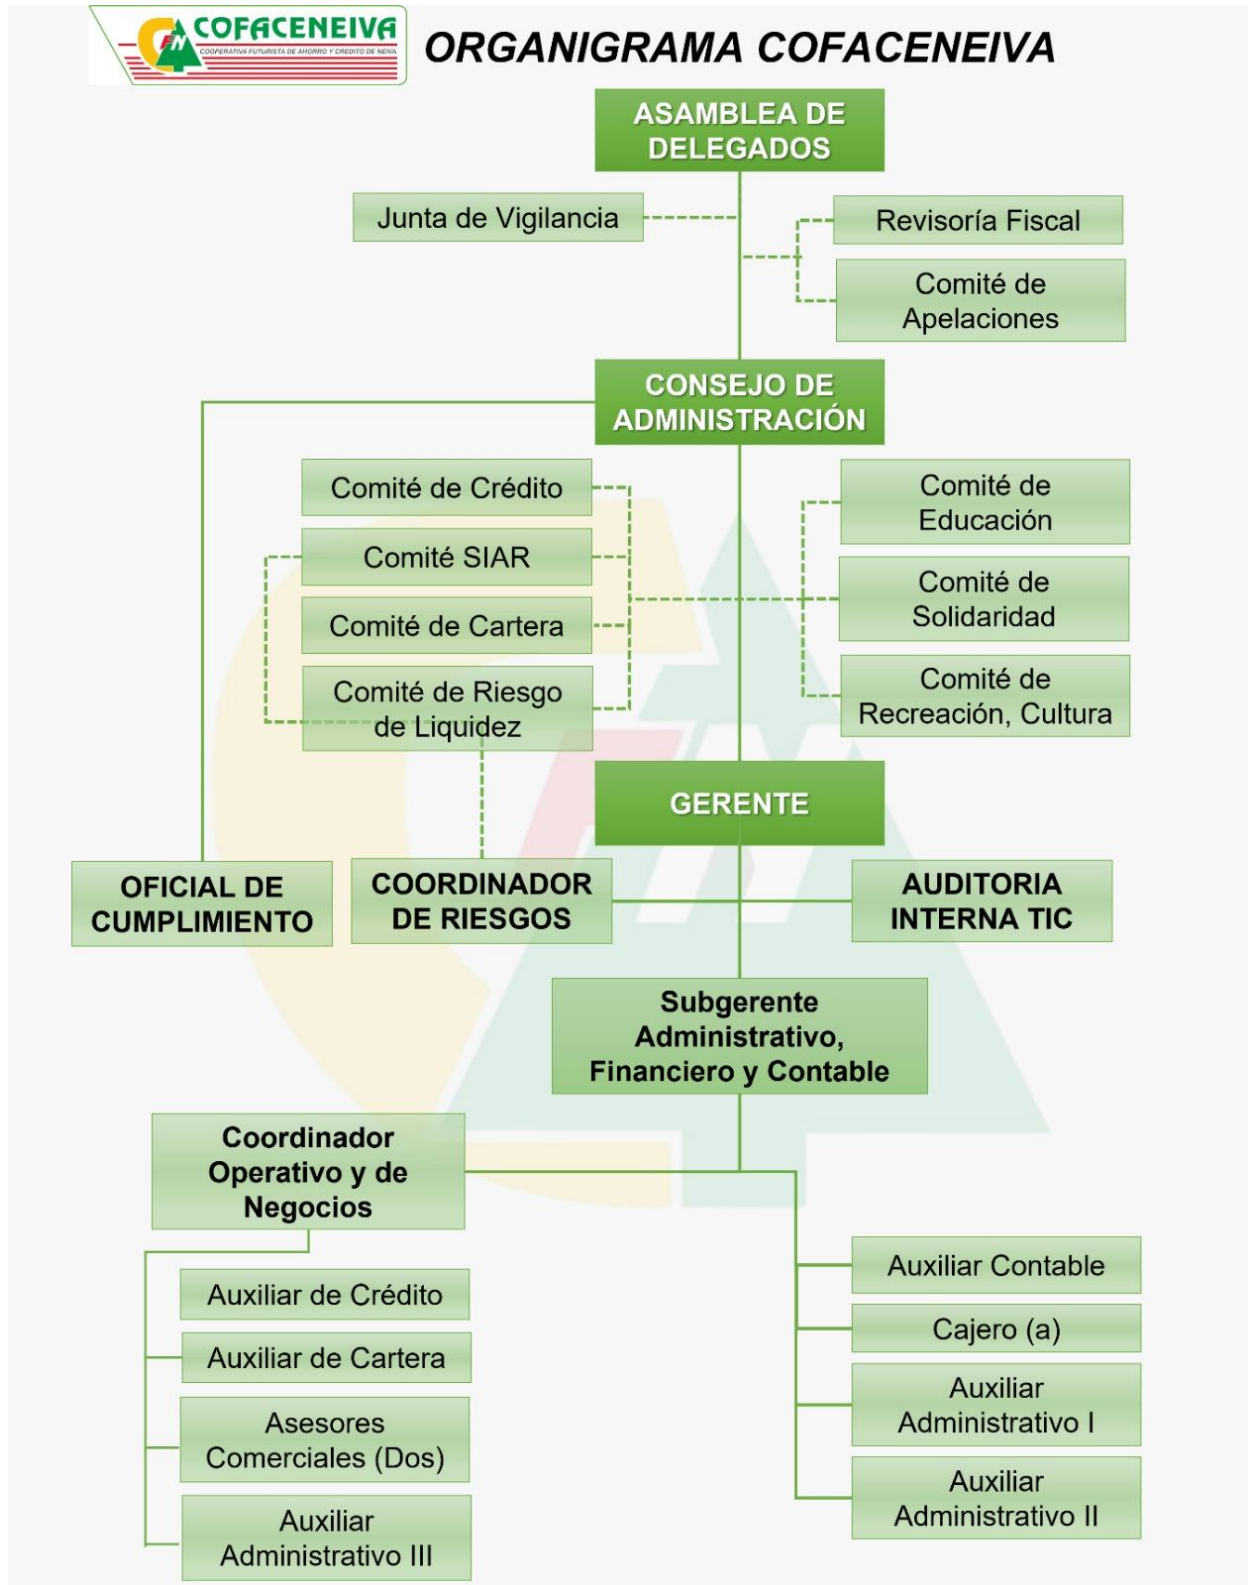 COFACENEIVA
COOPERATIVA FUTURISTA DE AHORRO Y CREDITO DE NEIVA
ORGANIGRAMA COFACENEIVA
ASAMBLEA DE
DELEGADOS
Junta de Vigilancia
Revisoría Fiscal
Comité de
Apelaciones
CONSEJO DE
ADMINISTRACIÓN
Comité de Crédito
Comité SIAR
Comité de Cartera
Comité de Riesgo
de Liquidez
Comité de
Educación
Comité de
Solidaridad
Comité de
Recreación, Cultura
GERENTE
OFICIAL DE
CUMPLIMIENTO
COORDINADOR
DE RIESGOS
AUDITORIA
INTERNA TIC
Subgerente
Administrativo,
Financiero y Contable
Coordinador
Operativo y de
Negocios
Auxiliar de Crédito
Auxiliar de Cartera
Asesores
Comerciales (Dos)
Auxiliar
Administrativo III
Auxiliar Contable
Cajero (a)
Auxiliar
Administrativo I
Auxiliar
Administrativo II